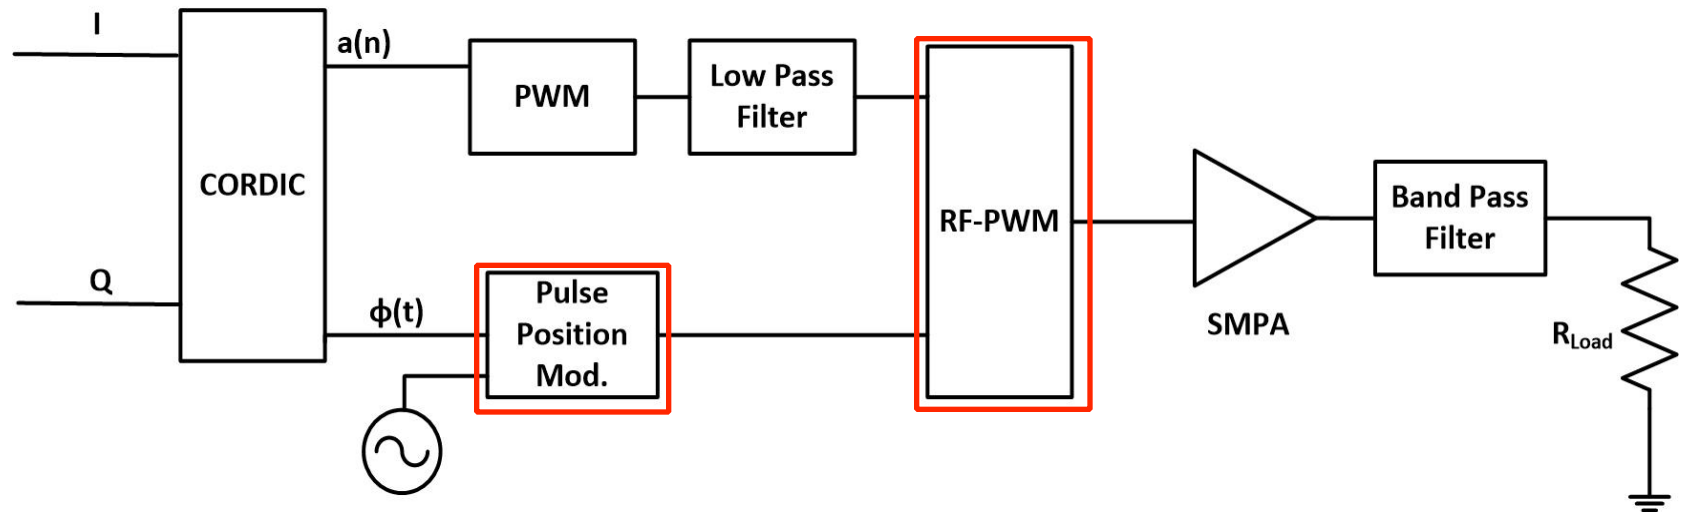 I
a(n)
PWM
Low Pass
Filter
CORDIC
RF-PWM
Band Pass
Filter
Q
ϕ(t)
Pulse
Position
Mod.
SMPA
RLoad